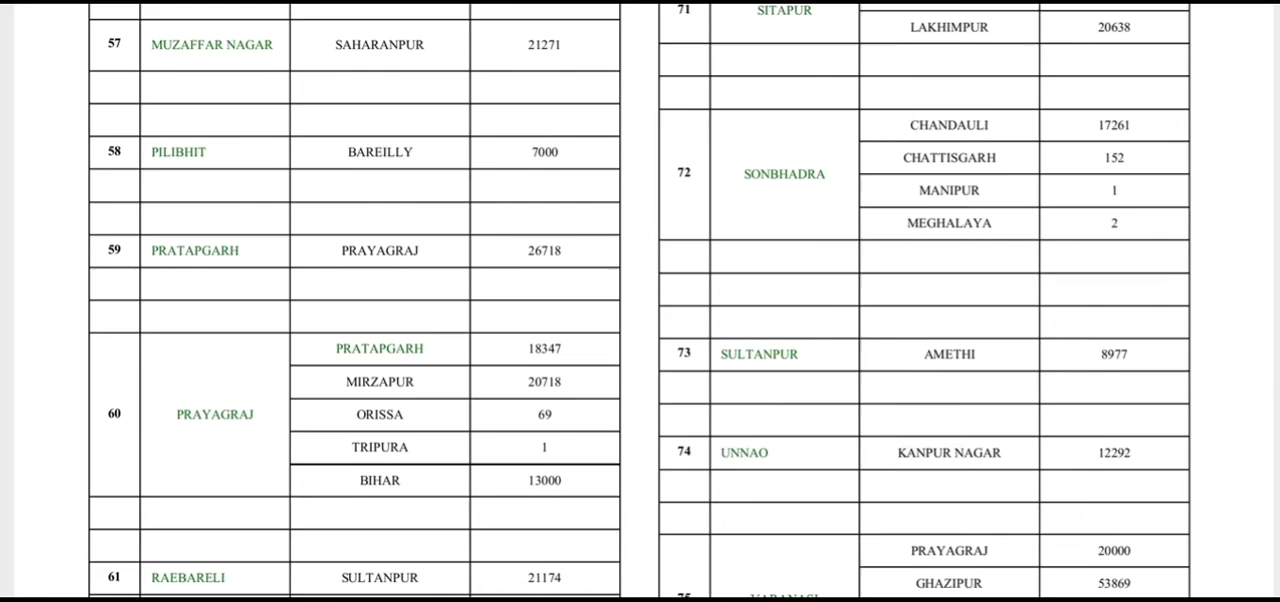 57 MUZAFFAR NAGAR SAHARANPUR 21271
58 PILIBHIT BAREILLY 7000
59 PRATAPGARH PRAYAGRAJ 26718
60 PRAYAGRAJ PRATAPGARH 18347
MIRZAPUR 20718
ORISSA 69
TRIPURA 1
BIHAR 13000
61 RAEBARELI SULTANPUR 21174
71 SITAPUR
LAKHIMPUR 20638
72 SONBHADRA CHANDAULI 17261
CHATTISGARH 152
MANIPUR 1
MEGHALAYA 2
73 SULTANPUR AMETHI 8977
74 UNNAO KANPUR NAGAR 12292
PRAYAGRAJ 20000
GHAZIPUR 53869